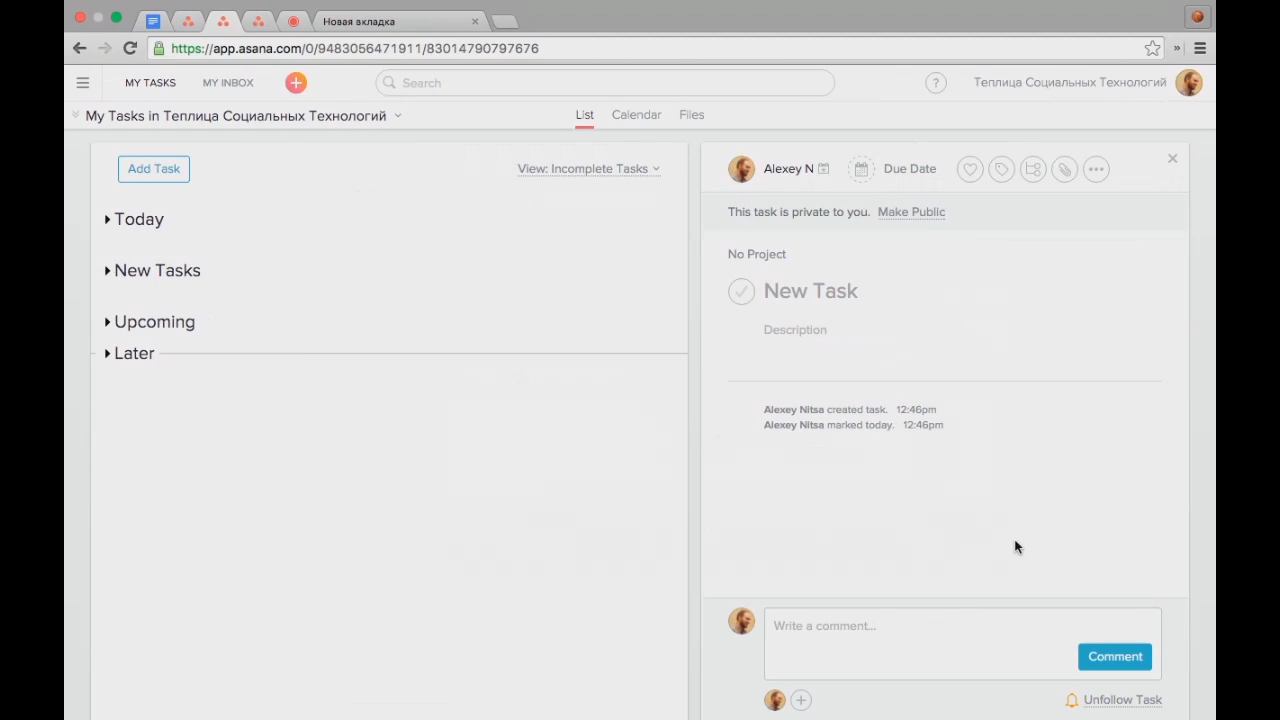 Новая вкладка
https://app.asana.com/0/9483056471911/83014790797676
MY TASKS MY INBOX Search ? Теплица Социальных Технологий
My Tasks in Теплица Социальных Технологий List Calendar Files
Add Task View: Incomplete Tasks
Today
New Tasks
Upcoming
Later
Alexey N Due Date
This task is private to you. Make Public
No Project
New Task
Description
Alexey Nitsa created task. 12:46pm
Alexey Nitsa marked today. 12:46pm
Write a comment...
Comment
Unfollow Task